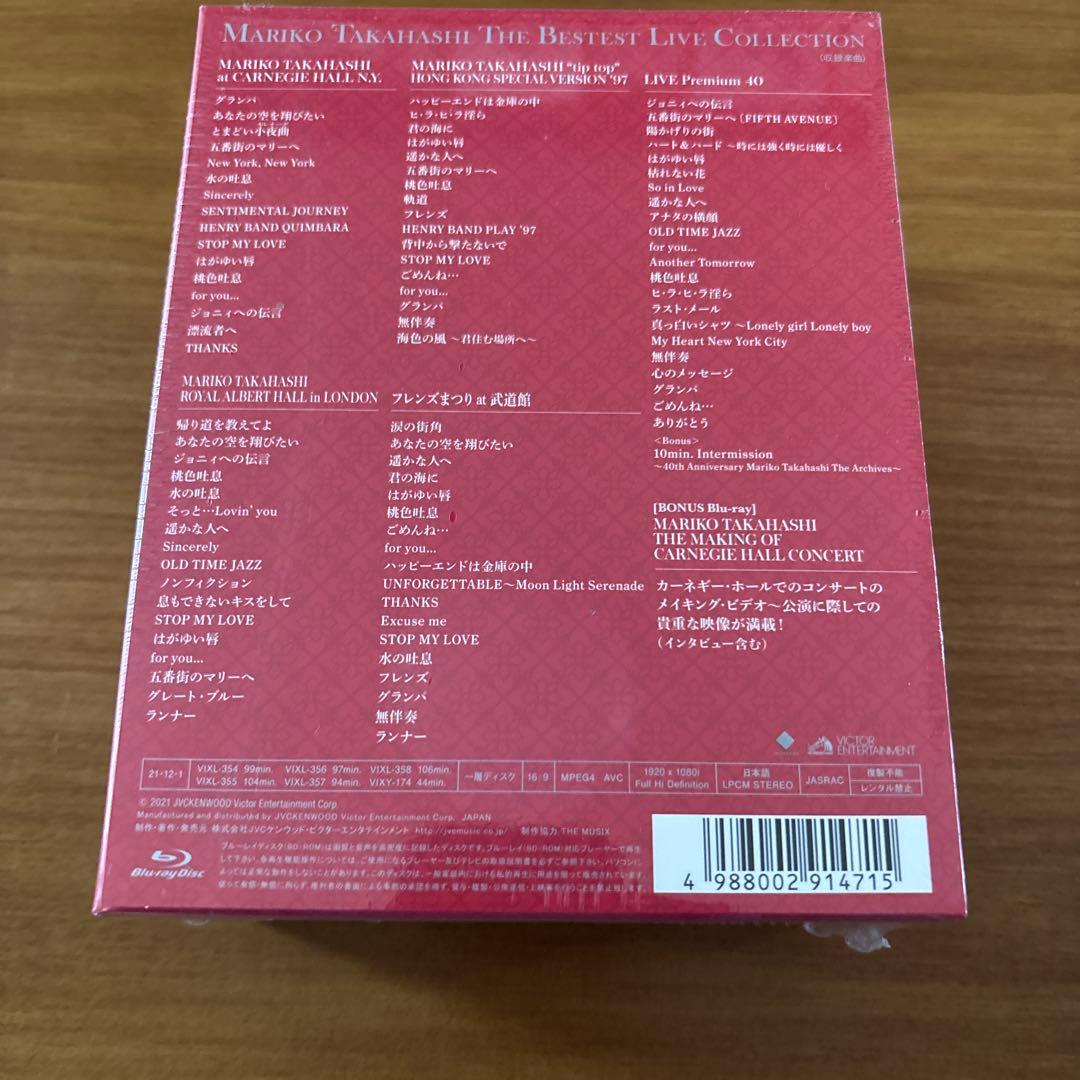 MARIKO TAKAHASHI THE BESTEST LIVE COLLECTION
(収録楽曲)
MARIKO TAKAHASHI
at CARNEGIE HALL N.Y.
グランパ
あなたの空を翔びたい
とまどい小夜曲
五番街のマリーへ
New York, New York
水の吐息
Sincerely
SENTIMENTAL JOURNEY
HENRY BAND QUIMBARA
STOP MY LOVE
はがゆい唇
桃色吐息
for you...
ジョニィへの伝言
漂流者へ
THANKS
MARIKO TAKAHASHI "tip top"
HONG KONG SPECIAL VERSION '97
ハッピーエンドは金庫の中
ヒ・ラ・ヒ・ラ淫ら
君の海に
はがゆい唇
遥かな人へ
五番街のマリーへ
桃色吐息
軌道
フレンズ
HENRY BAND PLAY '97
背中から撃たないで
STOP MY LOVE
ごめんね…
for you...
グランパ
無伴奏
海色の風 ～君住む場所へ～
LIVE Premium 40
ジョニィへの伝言
五番街のマリーへ〔FIFTH AVENUE〕
陽かげりの街
ハート&ハード ～時には強く時には優しく
はがゆい唇
枯れない花
So in Love
遥かな人へ
アナタの横顔
OLD TIME JAZZ
for you...
Another Tomorrow
桃色吐息
ヒ・ラ・ヒ・ラ淫ら
ラスト・メール
真っ白いシャツ ～Lonely girl Lonely boy
My Heart New York City
無伴奏
心のメッセージ
グランパ
ごめんね…
ありがとう
<Bonus>
10min. Intermission
～40th Anniversary Mariko Takahashi The Archives～
MARIKO TAKAHASHI
ROYAL ALBERT HALL in LONDON
帰り道を教えてよ
あなたの空を翔びたい
ジョニィへの伝言
桃色吐息
水の吐息
そっと…Lovin' you
遥かな人へ
Sincerely
OLD TIME JAZZ
ノンフィクション
息もできないキスをして
STOP MY LOVE
はがゆい唇
for you...
五番街のマリーへ
グレート・ブルー
ランナー
フレンズまつり at 武道館
涙の街角
あなたの空を翔びたい
遥かな人へ
君の海に
はがゆい唇
桃色吐息
ごめんね…
for you...
ハッピーエンドは金庫の中
UNFORGETTABLE～Moon Light Serenade
THANKS
Excuse me
STOP MY LOVE
水の吐息
フレンズ
グランパ
無伴奏
ランナー
[BONUS Blu-ray]
MARIKO TAKAHASHI
THE MAKING OF
CARNEGIE HALL CONCERT
カーネギー・ホールでのコンサートの
メイキング・ビデオ～公演に際しての
貴重な映像が満載!
(インタビュー含む)
VICTOR
ENTERTAINMENT
21-12-1
VIXL-354 99min. VIXL-356 97min. VIXL-358 106min.
VIXL-355 104min. VIXL-357 94min. VIXY-174 44min.
一層ディスク
16:9
MPEG4 AVC
1920 x 1080i
Full Hi Definition
日本語
LPCM STEREO
JASRAC
複製不能
レンタル禁止
© 2021 JVCKENWOOD Victor Entertainment Corp.
Manufactured and distributed by JVCKENWOOD Victor Entertainment Corp. JAPAN
制作・著作・発売元 株式会社JVCケンウッド・ビクターエンタテインメント http://jvcmusic.co.jp/ 制作協力 THE MUSIX
Blu-ray Disc
4 988002 914715